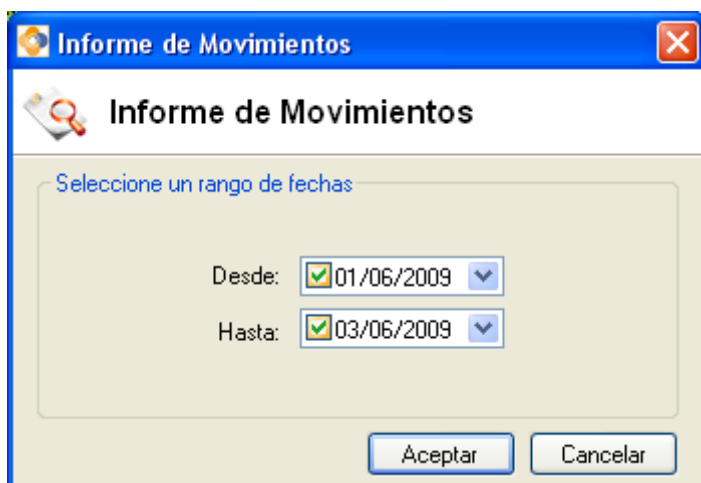 Informe de Movimientos
Informe de Movimientos
Seleccione un rango de fechas
Desde: 01/06/2009
Hasta: 03/06/2009
Aceptar Cancelar